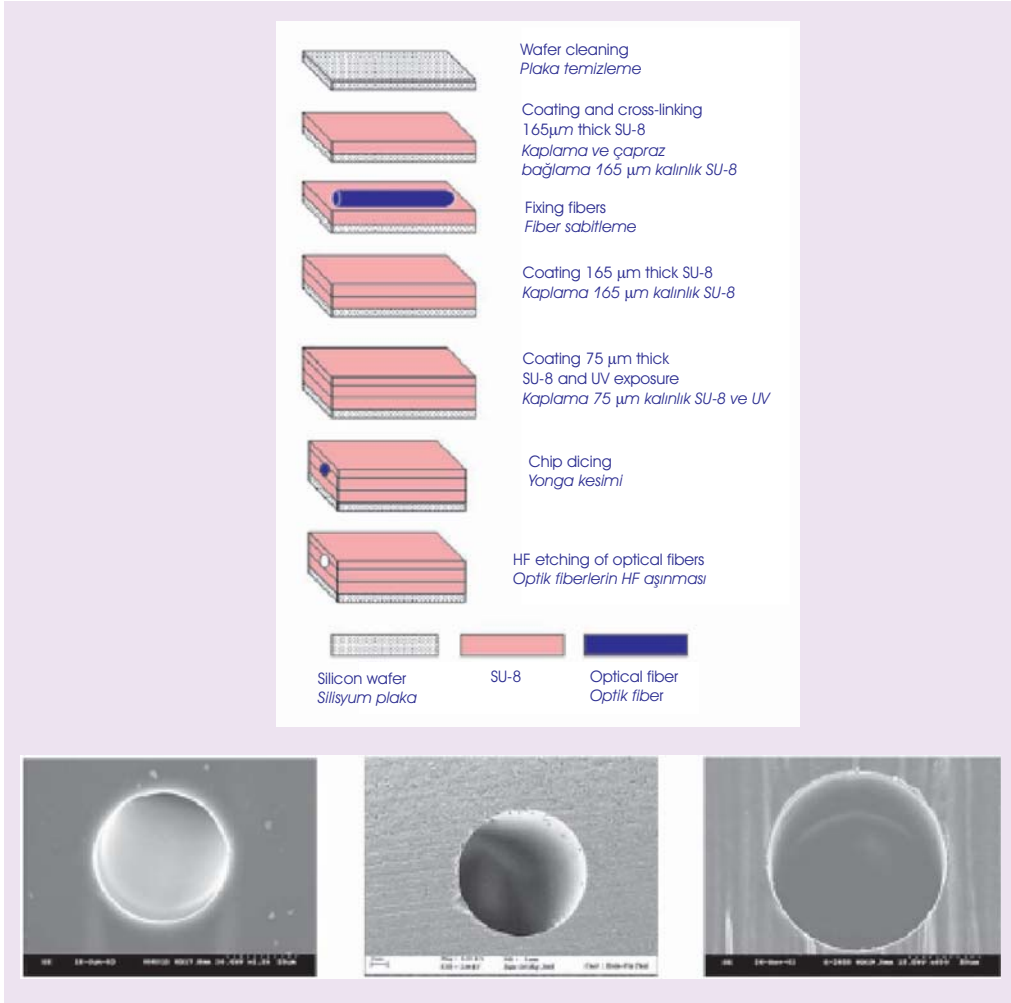 Wafer cleaning
Plaka temizleme
Coating and cross-linking
165μm thick SU-8
Kaplama ve çapraz
bağlama 165 μm kalınlık SU-8
Fixing fibers
Fiber sabitleme
Coating 165 μm thick SU-8
Kaplama 165 μm kalınlık SU-8
Coating 75 μm thick
SU-8 and UV exposure
Kaplama 75 μm kalınlık SU-8 ve UV
Chip dicing
Yonga kesimi
HF etching of optical fibers
Optik fiberlerin HF aşınması
Silicon wafer
Silisyum plaka
SU-8
Optical fiber
Optik fiber